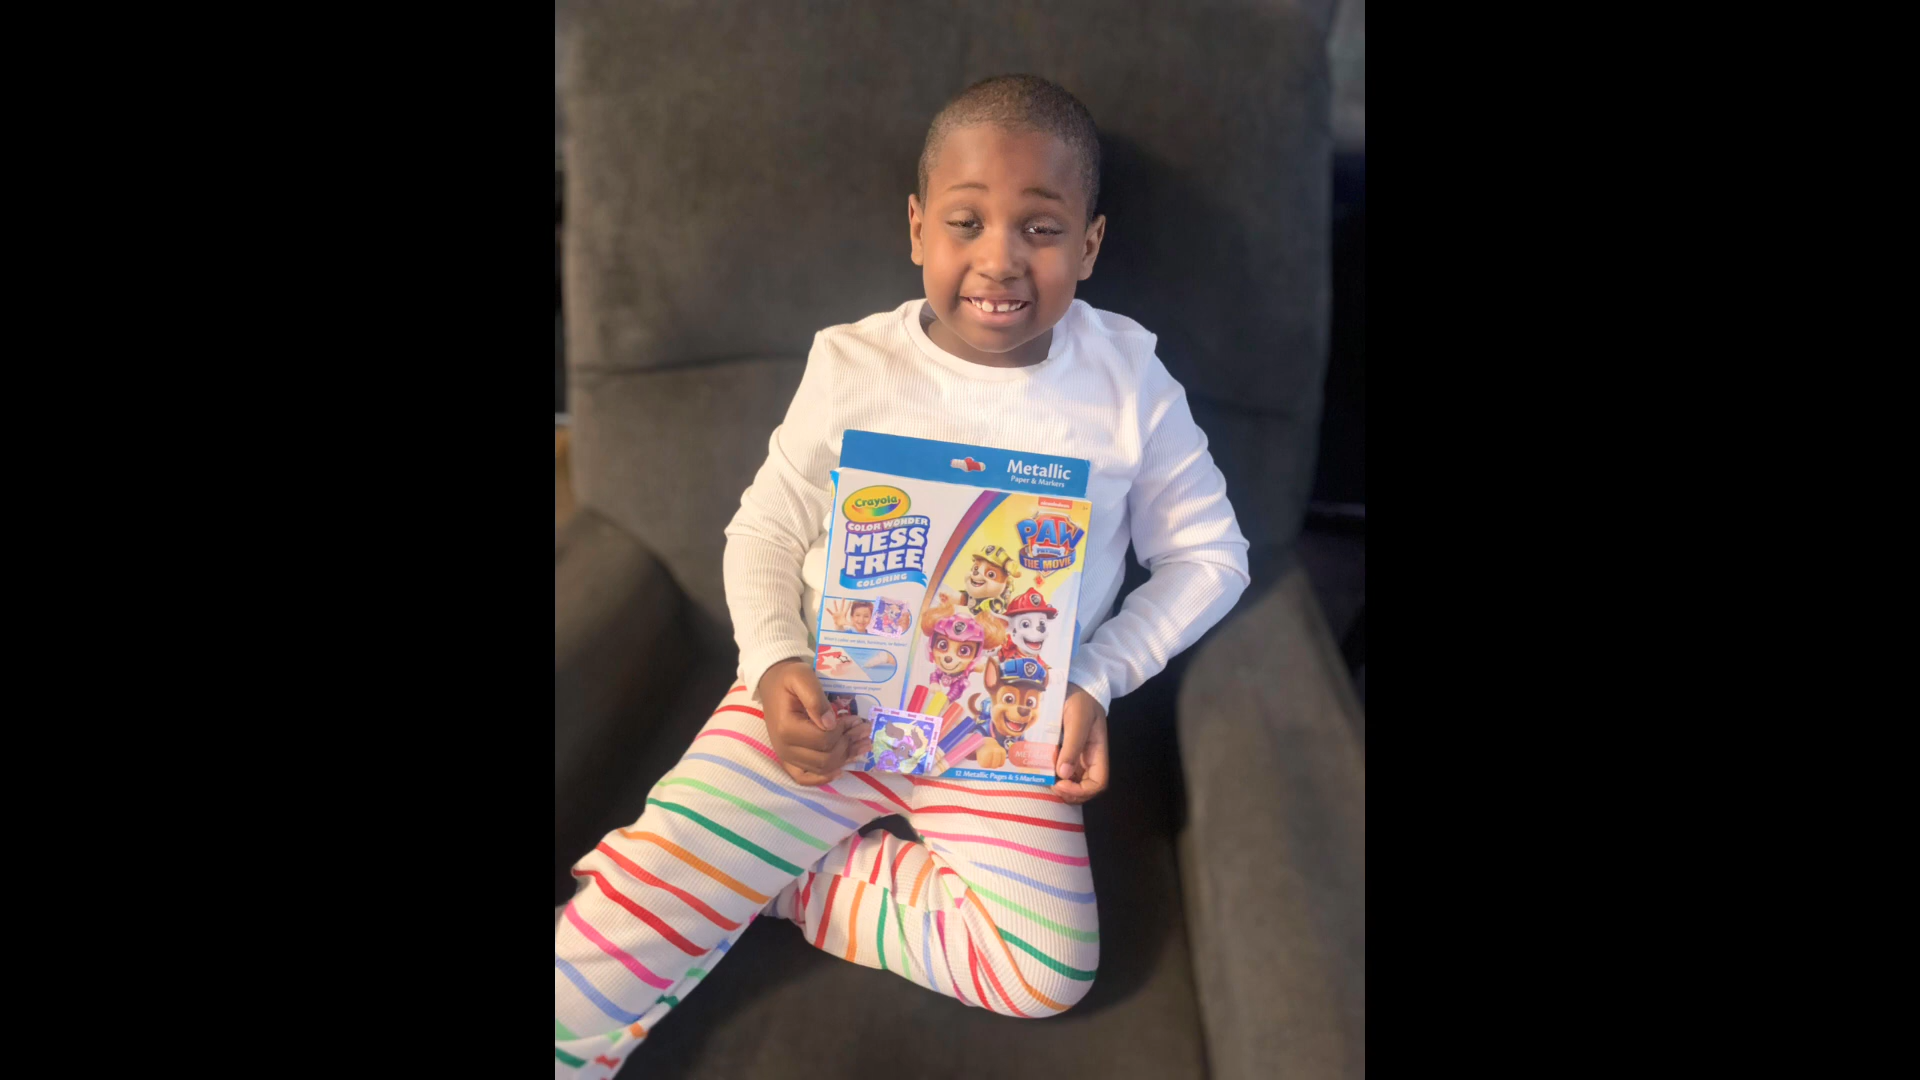 Metallic
Paper & Markers
Crayola
COLOR WONDER
MESS
FREE
COLORING
nickelodeon
PAW
PATROL
THE MOVIE
12 Metallic Pages & 5 Markers